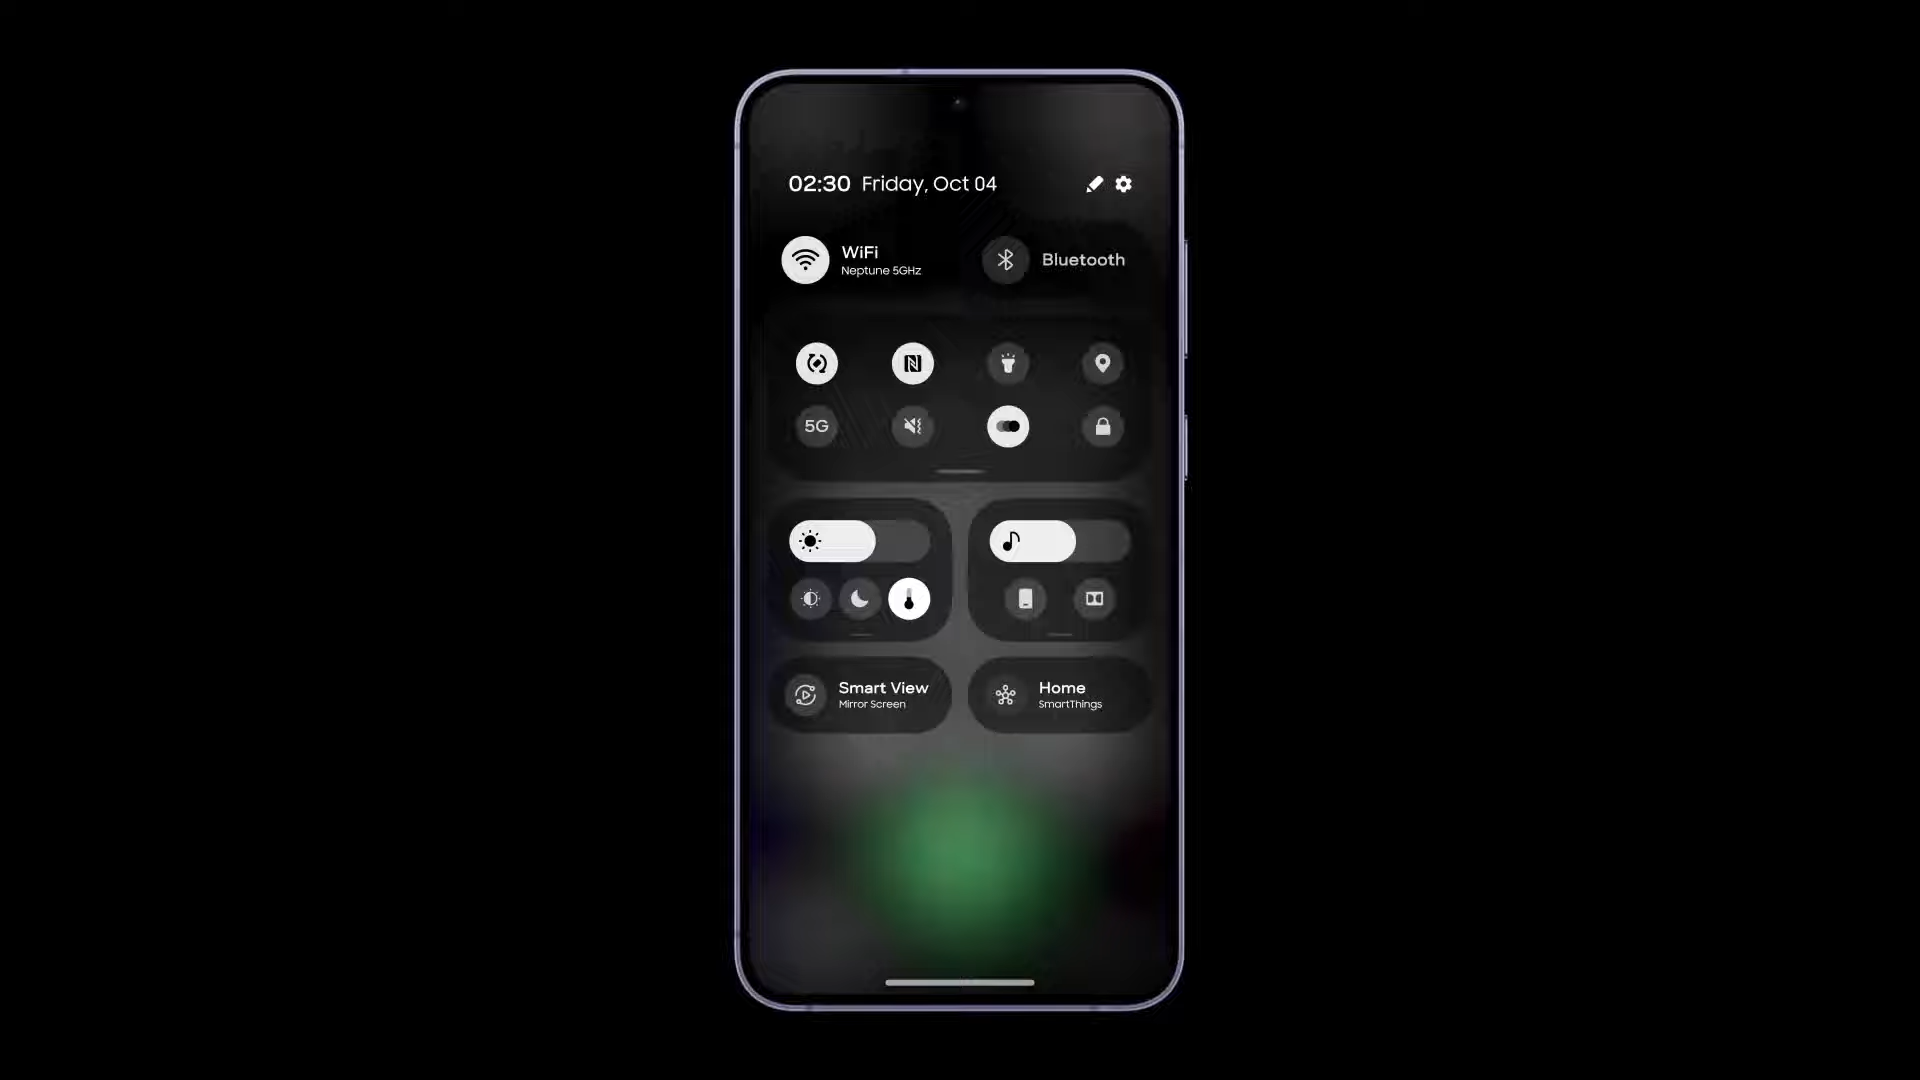 02:30 Friday, Oct 04
WiFi
Neptune 5GHz
Bluetooth
5G
Smart View
Mirror Screen
Home
SmartThings